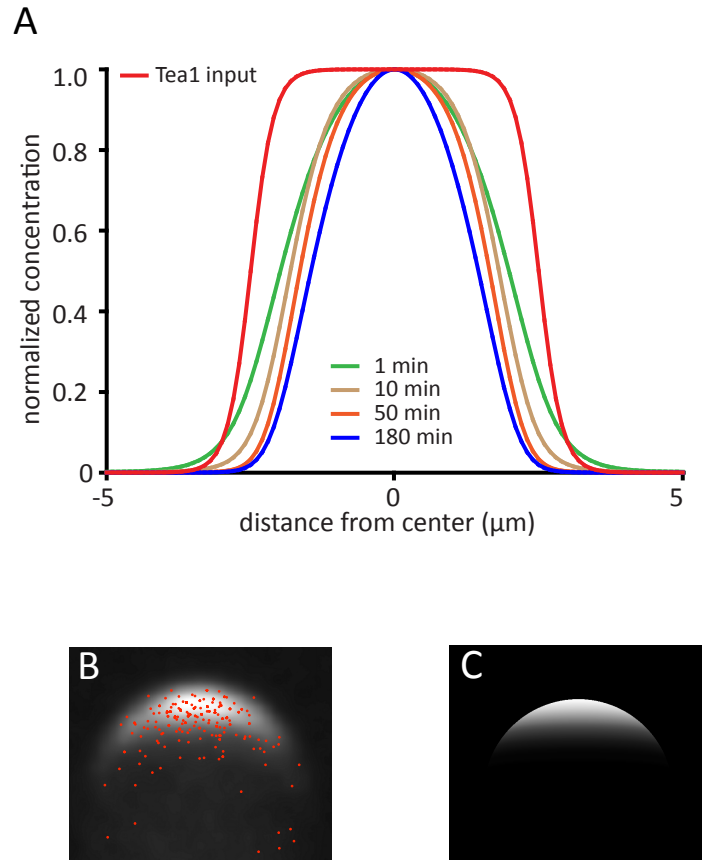 A
Tea1 input
1.0
0.8
0.6
0.4
0.2
0
normalized concentration
1 min
10 min
50 min
180 min
-5
0
5
distance from center (µm)
B
C